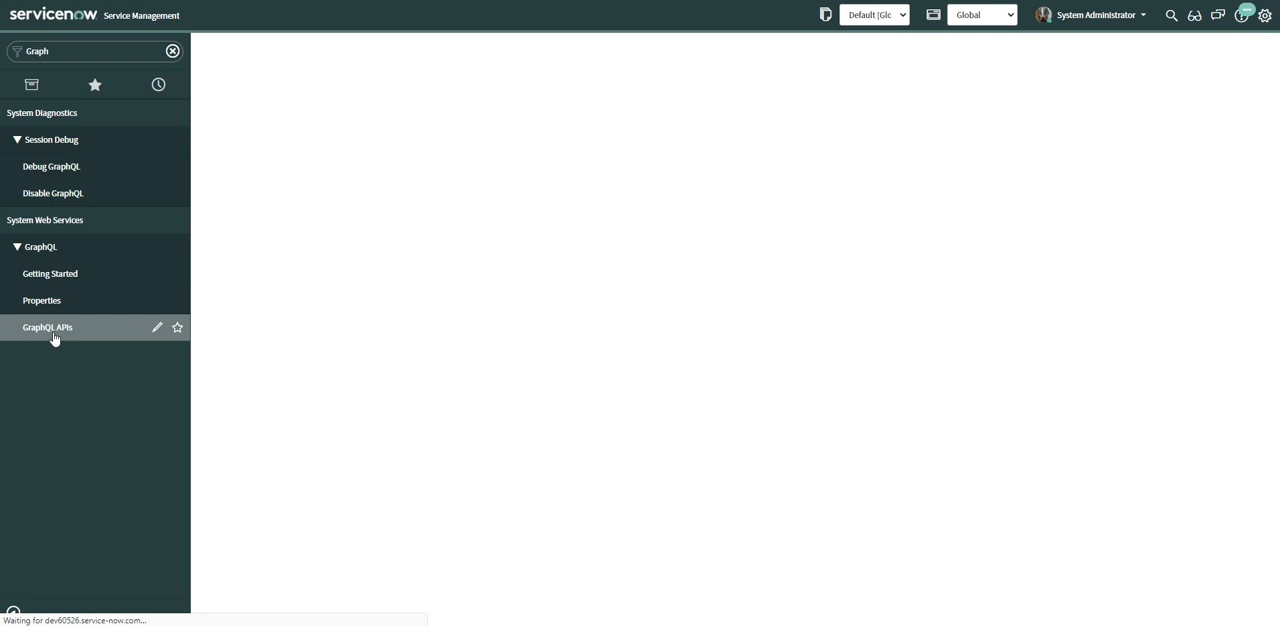 servicenow Service Management
Default [Glc
Global
System Administrator
Graph
System Diagnostics
Session Debug
Debug GraphQL
Disable GraphQL
System Web Services
GraphQL
Getting Started
Properties
GraphQL APIs
Waiting for dev60526.service-now.com...